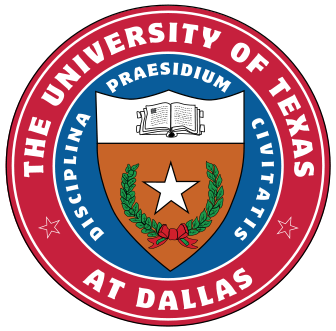 THE UNIVERSITY OF TEXAS
AT DALLAS
DISCIPLINA PRAESIDIUM CIVITATIS